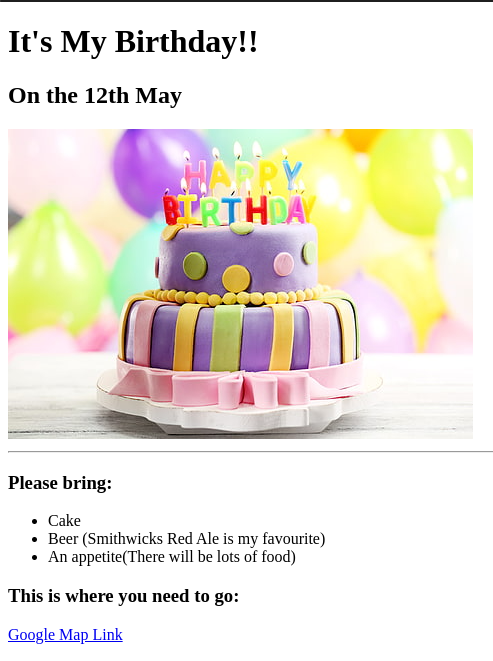 It's My Birthday!!
On the 12th May
HAPPY
BIRTHDAY
Please bring:
Cake
Beer (Smithwicks Red Ale is my favourite)
An appetite(There will be lots of food)
This is where you need to go:
Google Map Link